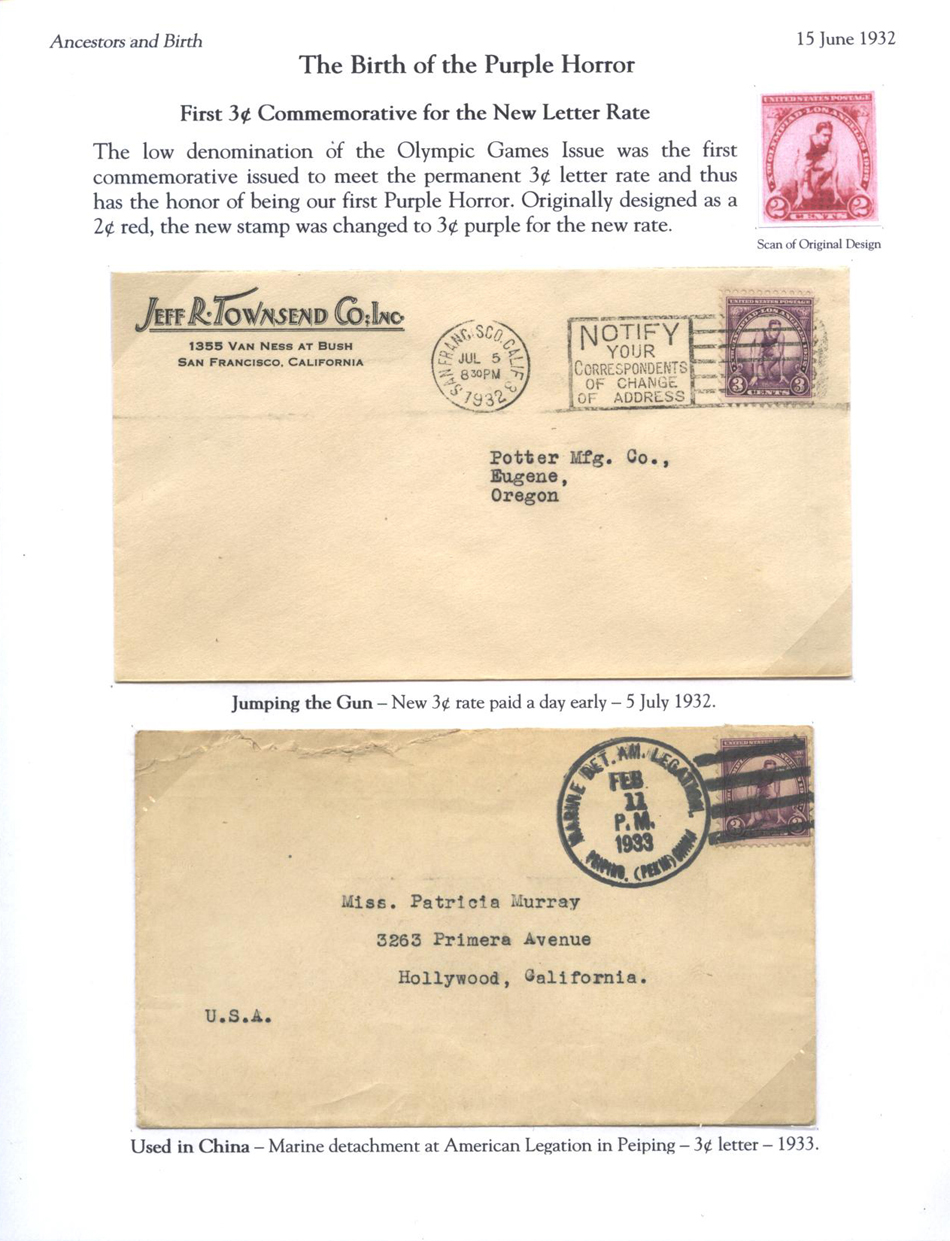 Ancestors and Birth
15 June 1932
The Birth of the Purple Horror
First 3¢ Commemorative for the New Letter Rate
The low denomination of the Olympic Games Issue was the first
commemorative issued to meet the permanent 3¢ letter rate and thus
has the honor of being our first Purple Horror. Originally designed as a
2¢ red, the new stamp was changed to 3¢ purple for the new rate.
UNITED STATES POSTAGE
OLYMPIAD·LOS ANGELES
2 2
CENTS
Scan of Original Design
JEFF R. TOWNSEND CO; INC.
1355 VAN NESS AT BUSH
SAN FRANCISCO, CALIFORNIA
SAN FRANCISCO, CALIF. 3
JUL 5
8 30 PM
1932
NOTIFY
YOUR
CORRESPONDENTS
OF CHANGE
OF ADDRESS
UNITED STATES POSTAGE
3 3
CENTS
Potter Mfg. Co.,
Eugene,
Oregon
Jumping the Gun – New 3¢ rate paid a day early – 5 July 1932.
MARINE DET. AM. LEGATION,
FEB
11
P.M.
1933
PEIPING, (PEKIN) CHINA
UNITED STATES POSTAGE
Miss. Patricia Murray
3263 Primera Avenue
Hollywood, California.
U.S.A.
Used in China – Marine detachment at American Legation in Peiping – 3¢ letter – 1933.